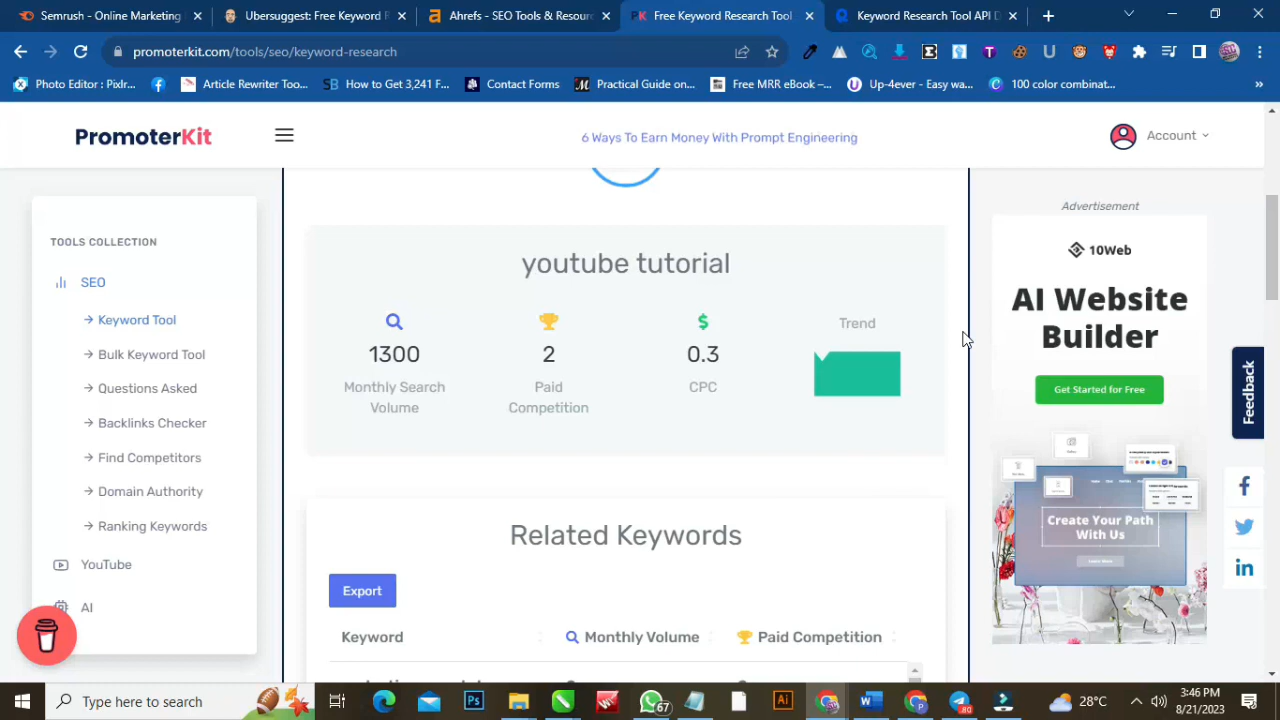 Semrush - Online Marketing
Ubersuggest: Free Keyword R
Ahrefs - SEO Tools & Resourc
Free Keyword Research Tool
Keyword Research Tool API D
promoterkit.com/tools/seo/keyword-research
Photo Editor: Pixlr...
Article Rewriter Too...
How to Get 3,241 F...
Contact Forms
Practical Guide on...
Free MRR eBook –...
Up-4ever - Easy wa...
100 color combinat...
»
PromoterKit
6 Ways To Earn Money With Prompt Engineering
Account
TOOLS COLLECTION
SEO
Keyword Tool
Bulk Keyword Tool
Questions Asked
Backlinks Checker
Find Competitors
Domain Authority
Ranking Keywords
YouTube
AI
youtube tutorial
1300
Monthly Search
Volume
2
Paid
Competition
$
0.3
CPC
Trend
Related Keywords
Export
Keyword
Monthly Volume
Paid Competition
Advertisement
10Web
AI Website
Builder
Get Started for Free
Create Your Path
With Us
Feedback
Type here to search
67
80
28°C
3:46 PM
8/21/2023